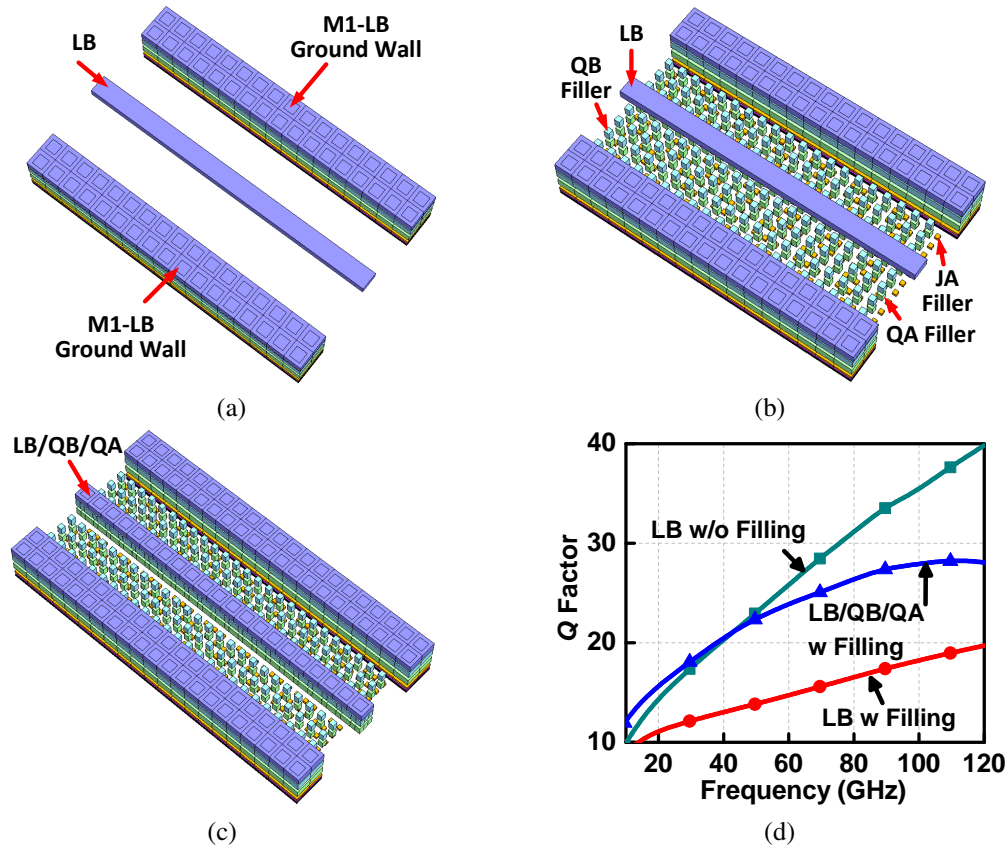 LB
M1-LB
Ground Wall
M1-LB
Ground Wall
(a)
LB
QB
Filler
JA
Filler
QA Filler
(b)
LB/QB/QA
(c)
40
30
20
10
Q Factor
LB w/o Filling
LB/QB/QA
w Filling
LB w Filling
20
40
60
80
100
120
Frequency (GHz)
(d)